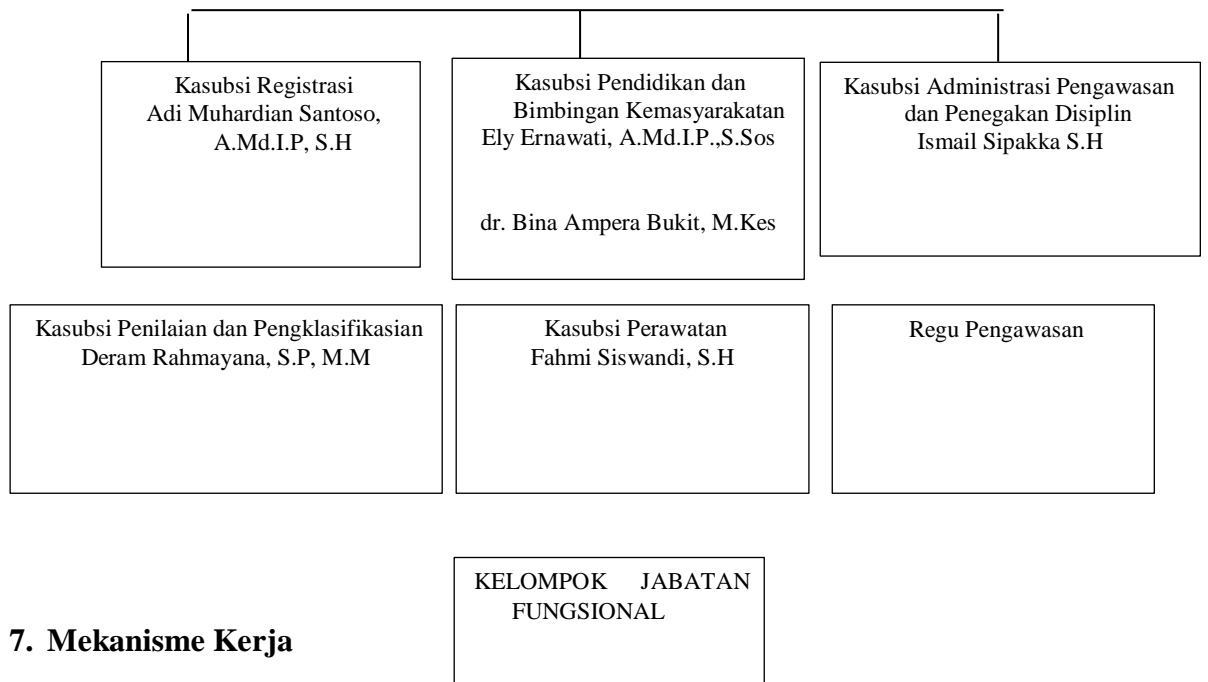 Kasubsi Registrasi
Adi Muhardian Santoso,
A.Md.I.P, S.H
Kasubsi Pendidikan dan
Bimbingan Kemasyarakatan
Ely Ernawati, A.Md.I.P.,S.Sos
dr. Bina Ampera Bukit, M.Kes
Kasubsi Administrasi Pengawasan
dan Penegakan Disiplin
Ismail Sipakka S.H
Kasubsi Penilaian dan Pengklasifikasian
Deram Rahmayana, S.P, M.M
Kasubsi Perawatan
Fahmi Siswandi, S.H
Regu Pengawasan
KELOMPOK JABATAN
FUNGSIONAL
7. Mekanisme Kerja